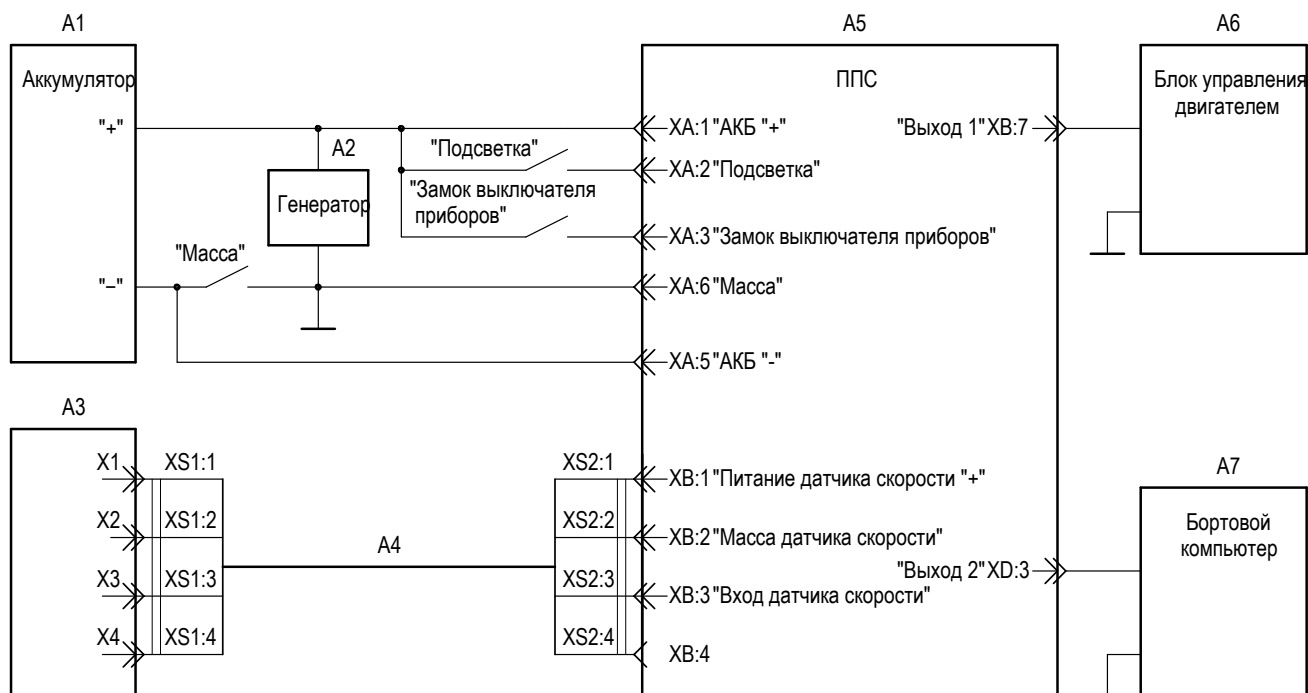 A1
A5
A6
Аккумулятор
ППС
Блок управления
двигателем
"+"
A2
"Подсветка"
XA:1 "АКБ "+"
"Выход 1" XB:7
XA:2 "Подсветка"
Генератор
"Замок выключателя
приборов"
XA:3 "Замок выключателя приборов"
"Масса"
"–"
XA:6 "Масса"
XA:5 "АКБ "-"
A3
X1
XS1:1
XS2:1
XB:1 "Питание датчика скорости "+"
A7
X2
XS1:2
XS2:2
XB:2 "Масса датчика скорости"
Бортовой
компьютер
A4
X3
XS1:3
XS2:3
"Выход 2" XD:3
XB:3 "Вход датчика скорости"
X4
XS1:4
XS2:4
XB:4